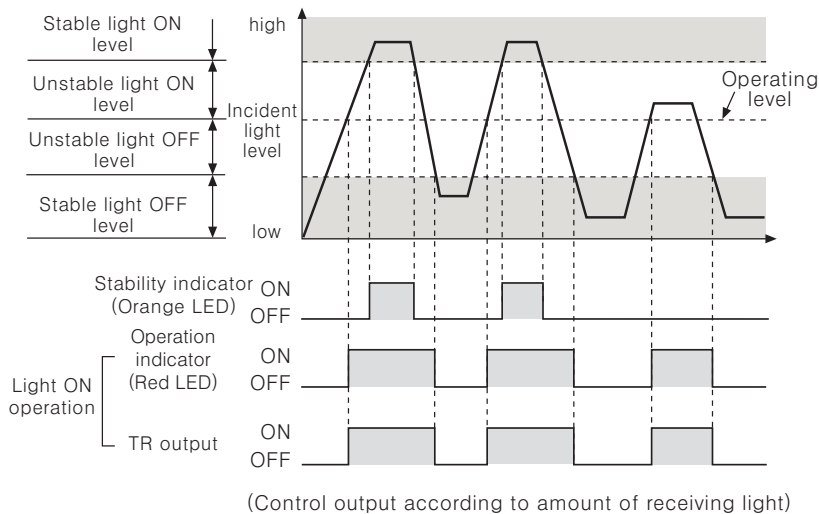 Stable light ON
level
Unstable light ON
level
Unstable light OFF
level
Stable light OFF
level
high
Incident
light
level
low
Operating
level
Stability indicator
(Orange LED)
ON
OFF
Light ON
operation
Operation
indicator
(Red LED)
ON
OFF
TR output
ON
OFF
(Control output according to amount of receiving light)